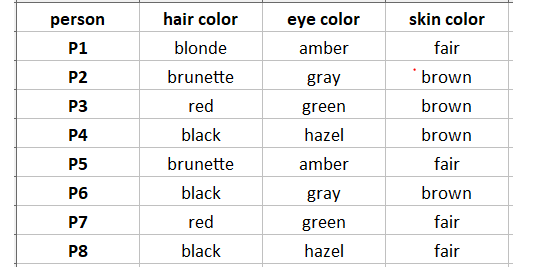 person hair color eye color skin color
P1 blonde amber fair
P2 brunette gray brown
P3 red green brown
P4 black hazel brown
P5 brunette amber fair
P6 black gray brown
P7 red green fair
P8 black hazel fair